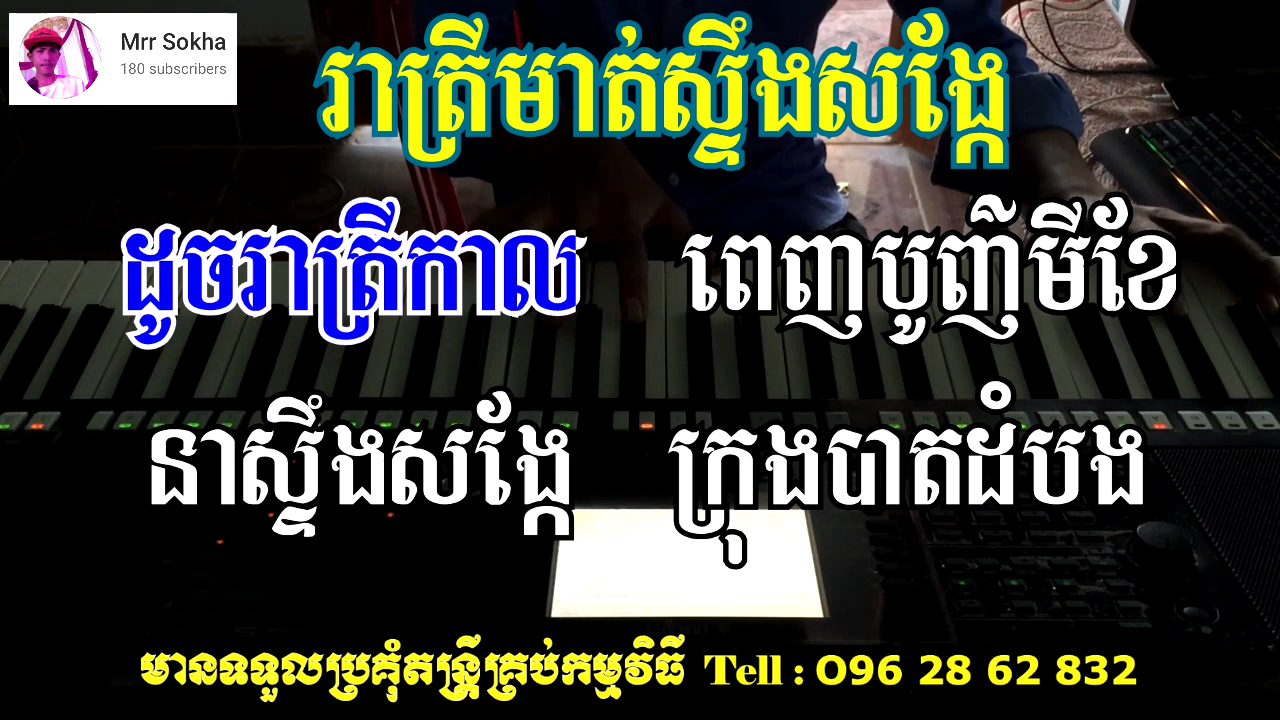 Mrr Sokha
180 subscribers
រាត្រីមាត់ស្ទឹងសង្កែ
ដូចរាត្រីកាល ពេញបូណ៌មីខែ
នាស្ទឹងសង្កែ ក្រុងបាតដំបង
មានទទួលប្រគុំតន្ត្រីគ្រប់កម្មវិធី Tell : 096 28 62 832